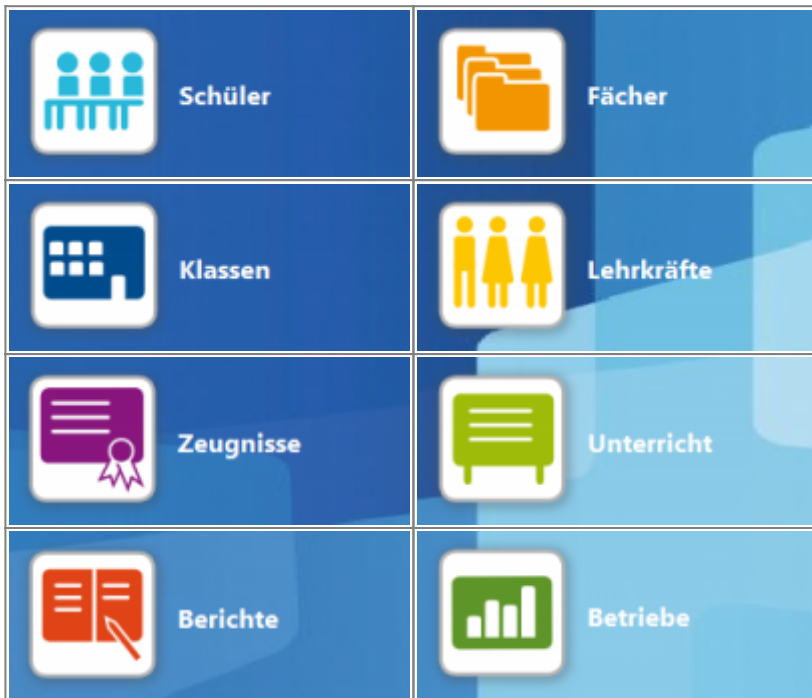 Schüler
Fächer
Klassen
Lehrkräfte
Zeugnisse
Unterricht
Berichte
Betriebe